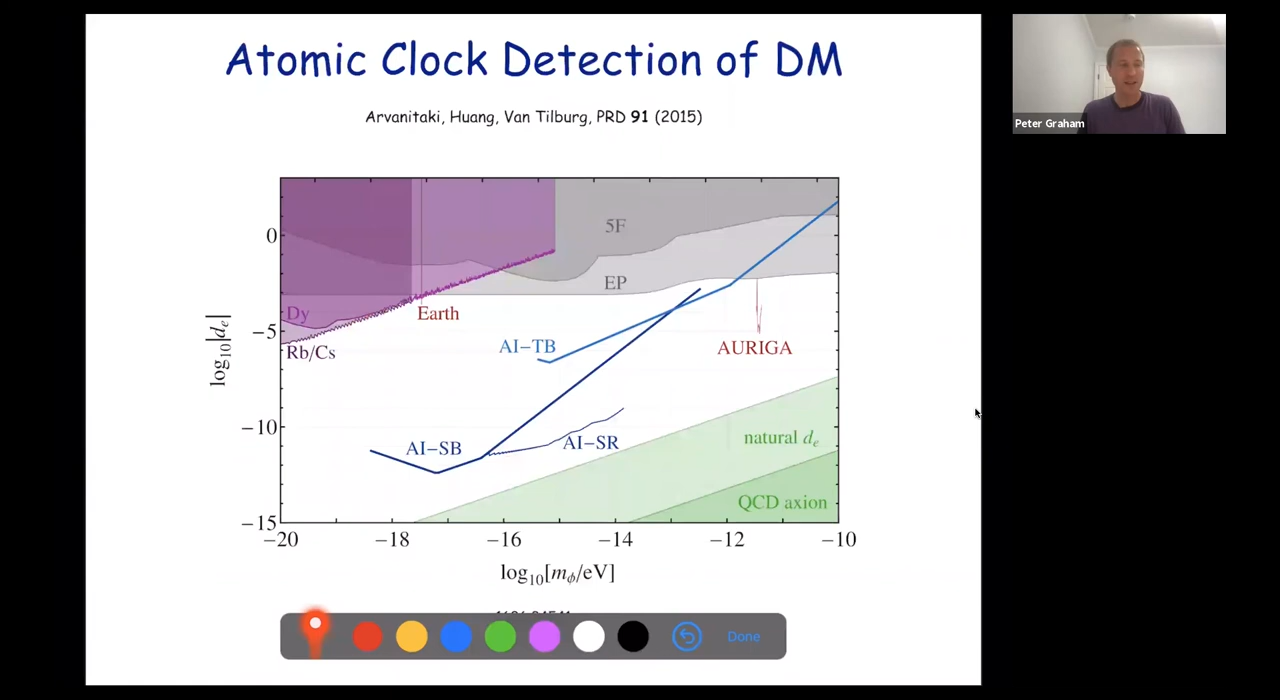 Atomic Clock Detection of DM
Arvanitaki, Huang, Van Tilburg, PRD 91 (2015)
Peter Graham
5F
0
EP
Dy
Earth
−5
Rb/Cs
AI−TB
AURIGA
log10|de|
−10
AI−SB
AI−SR
natural de
QCD axion
−15
−20 −18 −16 −14 −12 −10
log10[mϕ/eV]
Done